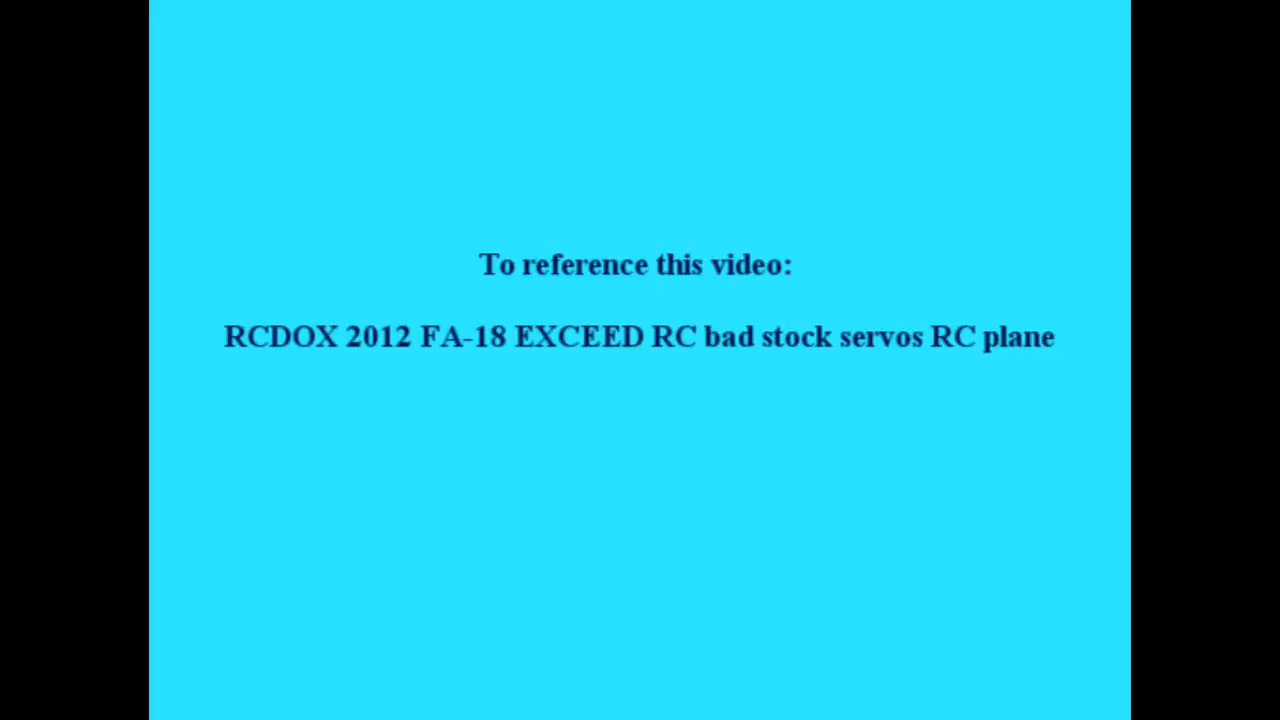 To reference this video:
RCDOX 2012 FA-18 EXCEED RC bad stock servos RC plane